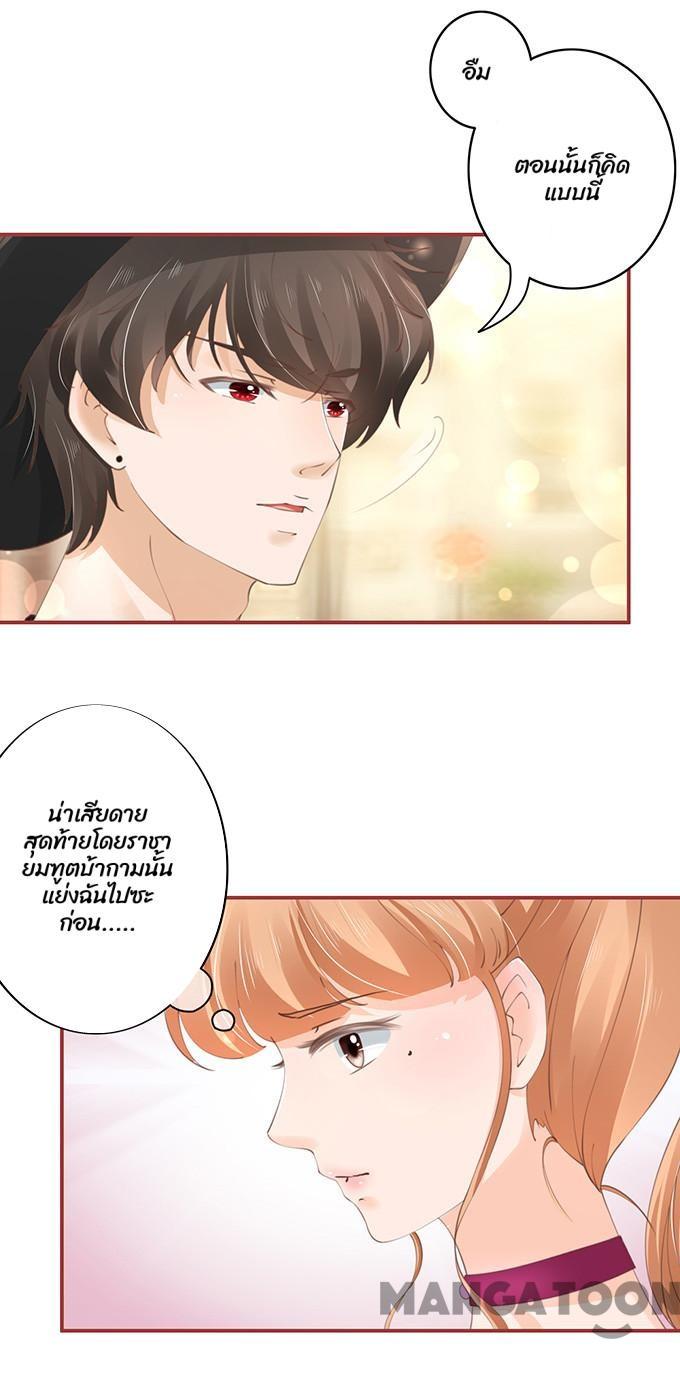 อืม
ตอนนั้นก็คิด
แบบนี้
น่าเสียดาย
สุดท้ายโดยราชา
ยมฑูตบ้ากามนั้น
แย่งฉันไปซะ
ก่อน.....
MANGATOON